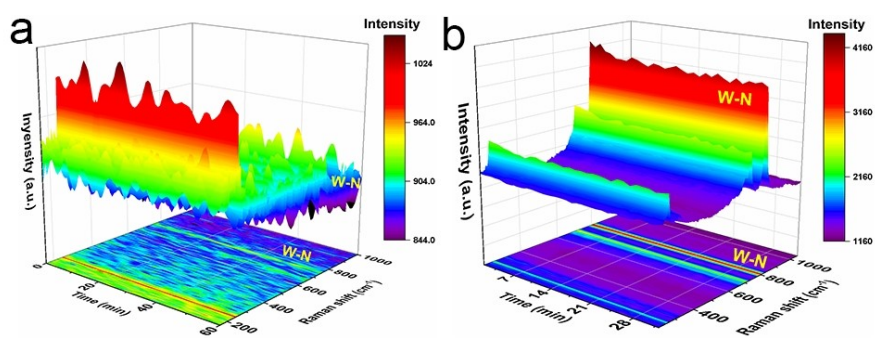 a
Intensity
1024
964.0
904.0
844.0
Inyensity (a.u.)
W-N
W-N
0
20
40
60
Time (min)
200
400
600
800
1000
Raman shift (cm-1)
b
Intensity
4160
3160
2160
1160
Intensity (a.u.)
W-N
W-N
7
14
21
28
Time (min)
400
600
800
1000
Raman shift (cm-1)